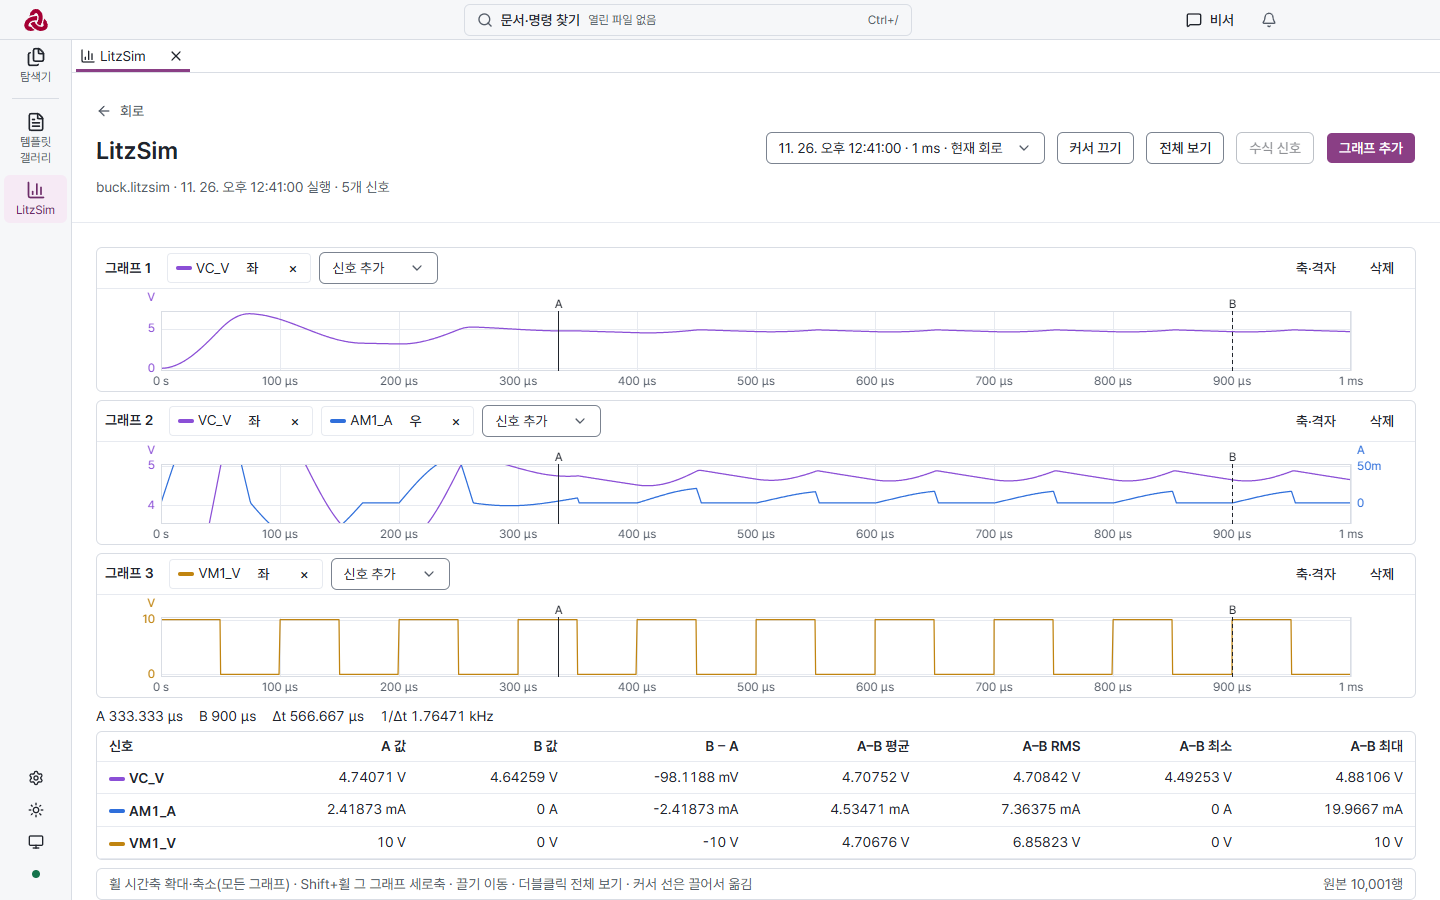 문서·명령 찾기 열린 파일 없음 Ctrl+/
비서
탐색기
템플릿
갤러리
LitzSim
LitzSim
회로
LitzSim
buck.litzsim · 11. 26. 오후 12:41:00 실행 · 5개 신호
11. 26. 오후 12:41:00 · 1 ms · 현재 회로
커서 끄기
전체 보기
수식 신호
그래프 추가
그래프 1 VC_V 좌 × 신호 추가 축·격자 삭제
V
A B
5
0
0 s 100 µs 200 µs 300 µs 400 µs 500 µs 600 µs 700 µs 800 µs 900 µs 1 ms
그래프 2 VC_V 좌 × AM1_A 우 × 신호 추가 축·격자 삭제
V A
A B
5 50m
4 0
0 s 100 µs 200 µs 300 µs 400 µs 500 µs 600 µs 700 µs 800 µs 900 µs 1 ms
그래프 3 VM1_V 좌 × 신호 추가 축·격자 삭제
V
A B
10
0
0 s 100 µs 200 µs 300 µs 400 µs 500 µs 600 µs 700 µs 800 µs 900 µs 1 ms
A 333.333 µs B 900 µs Δt 566.667 µs 1/Δt 1.76471 kHz
신호 A 값 B 값 B − A A–B 평균 A–B RMS A–B 최소 A–B 최대
VC_V 4.74071 V 4.64259 V -98.1188 mV 4.70752 V 4.70842 V 4.49253 V 4.88106 V
AM1_A 2.41873 mA 0 A -2.41873 mA 4.53471 mA 7.36375 mA 0 A 19.9667 mA
VM1_V 10 V 0 V -10 V 4.70676 V 6.85823 V 0 V 10 V
휠 시간축 확대·축소(모든 그래프) · Shift+휠 그 그래프 세로축 · 끌기 이동 · 더블클릭 전체 보기 · 커서 선은 끌어서 옮김
원본 10,001행